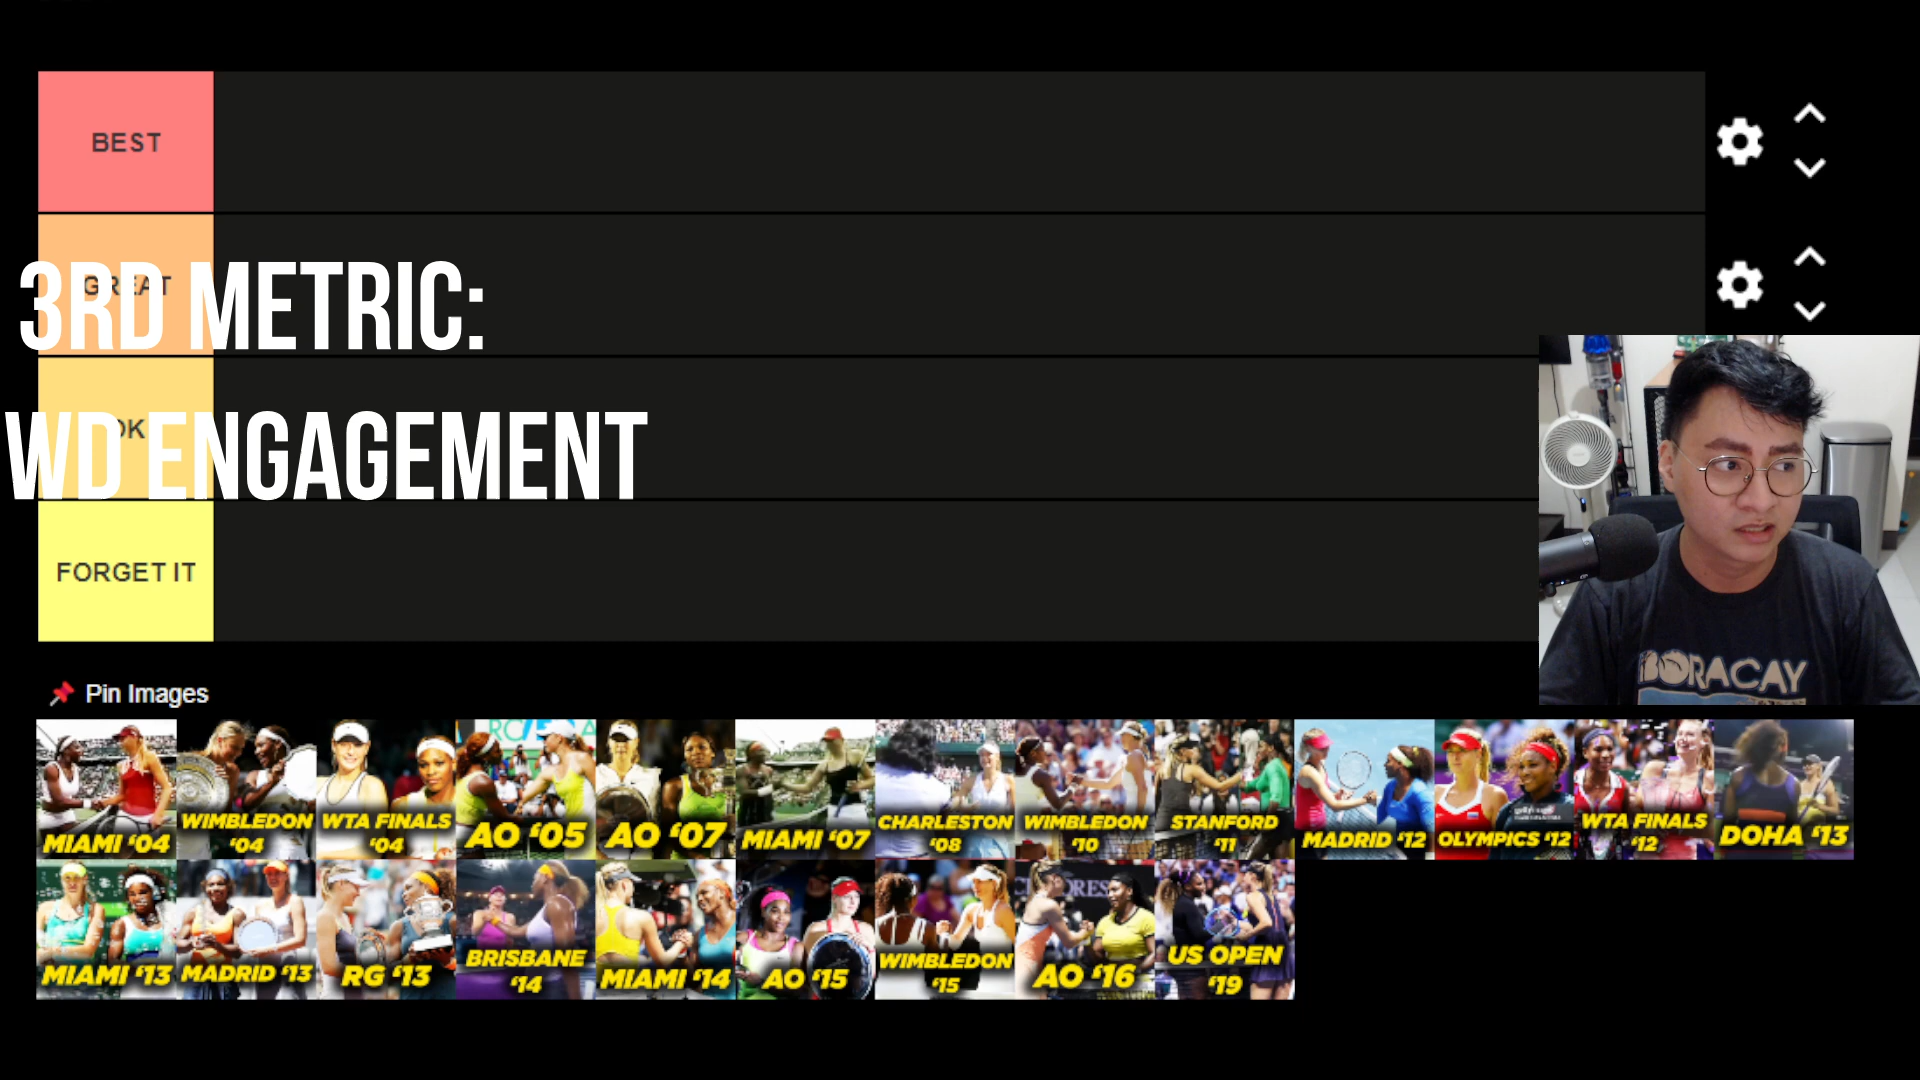 BEST
GREAT
3RD METRIC:
OK
WD ENGAGEMENT
FORGET IT
BORACAY
Pin Images
MIAMI ‘04
WIMBLEDON
‘04
WTA FINALS
‘04
AO ‘05
AO ‘07
MIAMI ‘07
CHARLESTON
‘08
WIMBLEDON
‘10
STANFORD
‘11
MADRID ‘12
OLYMPICS ‘12
WTA FINALS
‘12
DOHA ‘13
MIAMI ‘13
MADRID ‘13
RG ‘13
BRISBANE
‘14
MIAMI ‘14
AO ‘15
WIMBLEDON
‘15
AO ‘16
US OPEN
‘19